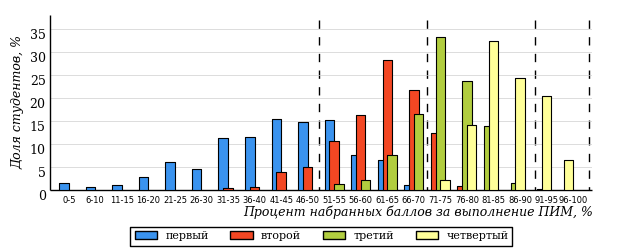 Доля студентов, %
35
30
25
20
15
10
5
0
0-5 6-10 11-15 16-20 21-25 26-30 31-35 36-40 41-45 46-50 51-55 56-60 61-65 66-70 71-75 76-80 81-85 86-90 91-95 96-100
Процент набранных баллов за выполнение ПИМ, %
первый второй третий четвертый